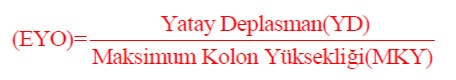 Yatay Deplasman(YD)
(EYO)=
Maksimum Kolon Yüksekliği(MKY)